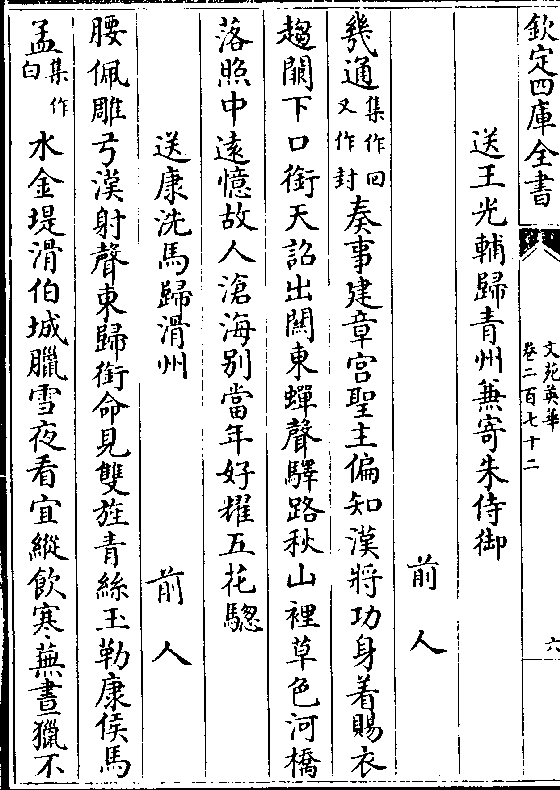 欽定四庫全書
文苑英華
卷二百七十二
六
送王光輔歸青州兼寄朱侍御
前人
幾通集作回又作封奏事建章宫聖主偏知漢將功身着賜衣
趨闕下口銜天詔出關東蟬聲驛路秋山裡草色河橋
落照中遠憶故人滄海别當年好耀五花驄
送康洗馬歸滑州
前人
腰佩雕弓漢射聲東歸銜命見雙旌青絲玉勒康侯馬
孟集作白水金堤滑伯城臘雪夜看宜縱飲寒蕪晝獵不